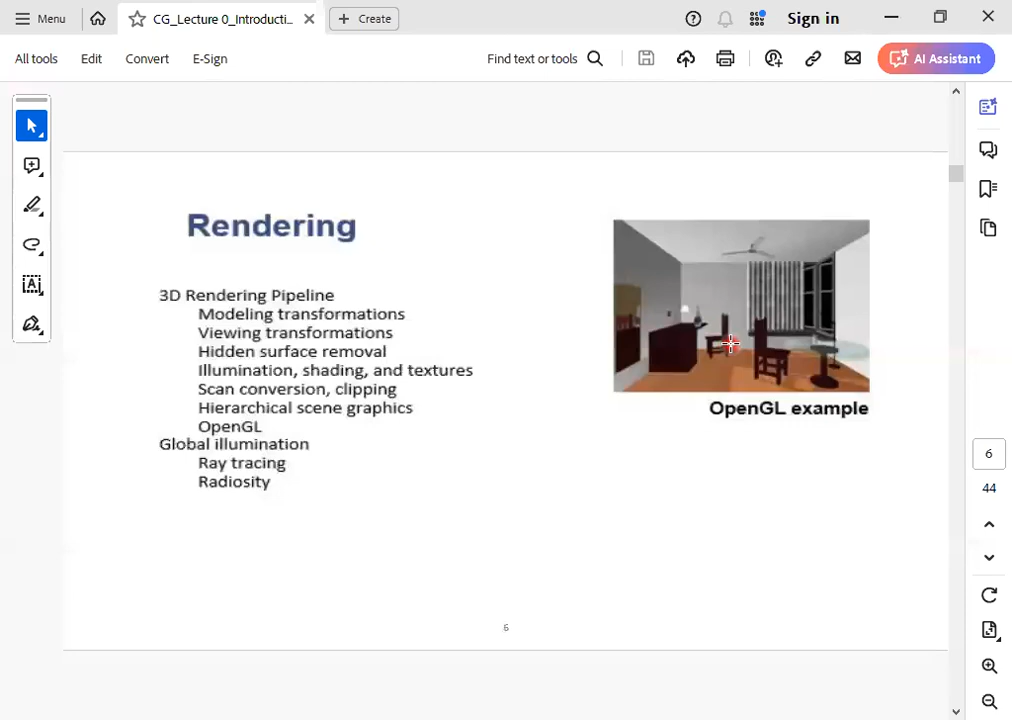 Menu
CG_Lecture 0_Introducti...
Create
Sign in
All tools
Edit
Convert
E-Sign
Find text or tools
AI Assistant
Rendering
3D Rendering Pipeline
Modeling transformations
Viewing transformations
Hidden surface removal
Illumination, shading, and textures
Scan conversion, clipping
Hierarchical scene graphics
OpenGL
Global illumination
Ray tracing
Radiosity
OpenGL example
6
6
44